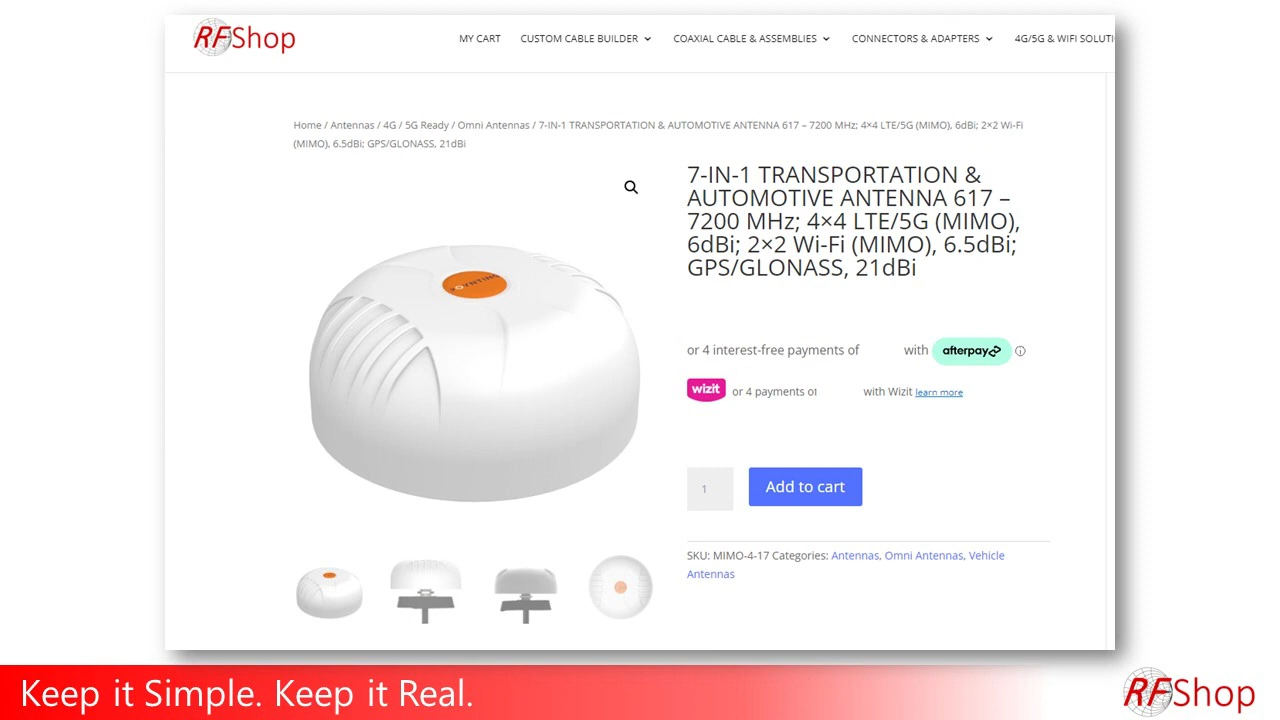 RFShop
MY CART
CUSTOM CABLE BUILDER
COAXIAL CABLE & ASSEMBLIES
CONNECTORS & ADAPTERS
4G/5G & WIFI SOLUTI
Home / Antennas / 4G / 5G Ready / Omni Antennas / 7-IN-1 TRANSPORTATION & AUTOMOTIVE ANTENNA 617 – 7200 MHz; 4×4 LTE/5G (MIMO), 6dBi; 2×2 Wi-Fi
(MIMO), 6.5dBi; GPS/GLONASS, 21dBi
7-IN-1 TRANSPORTATION &
AUTOMOTIVE ANTENNA 617 –
7200 MHz; 4×4 LTE/5G (MIMO),
6dBi; 2×2 Wi-Fi (MIMO), 6.5dBi;
GPS/GLONASS, 21dBi
POYNTING
or 4 interest-free payments of with afterpay
wizit or 4 payments of with Wizit learn more
1
Add to cart
SKU: MIMO-4-17 Categories: Antennas, Omni Antennas, Vehicle
Antennas
Keep it Simple. Keep it Real.
RFShop